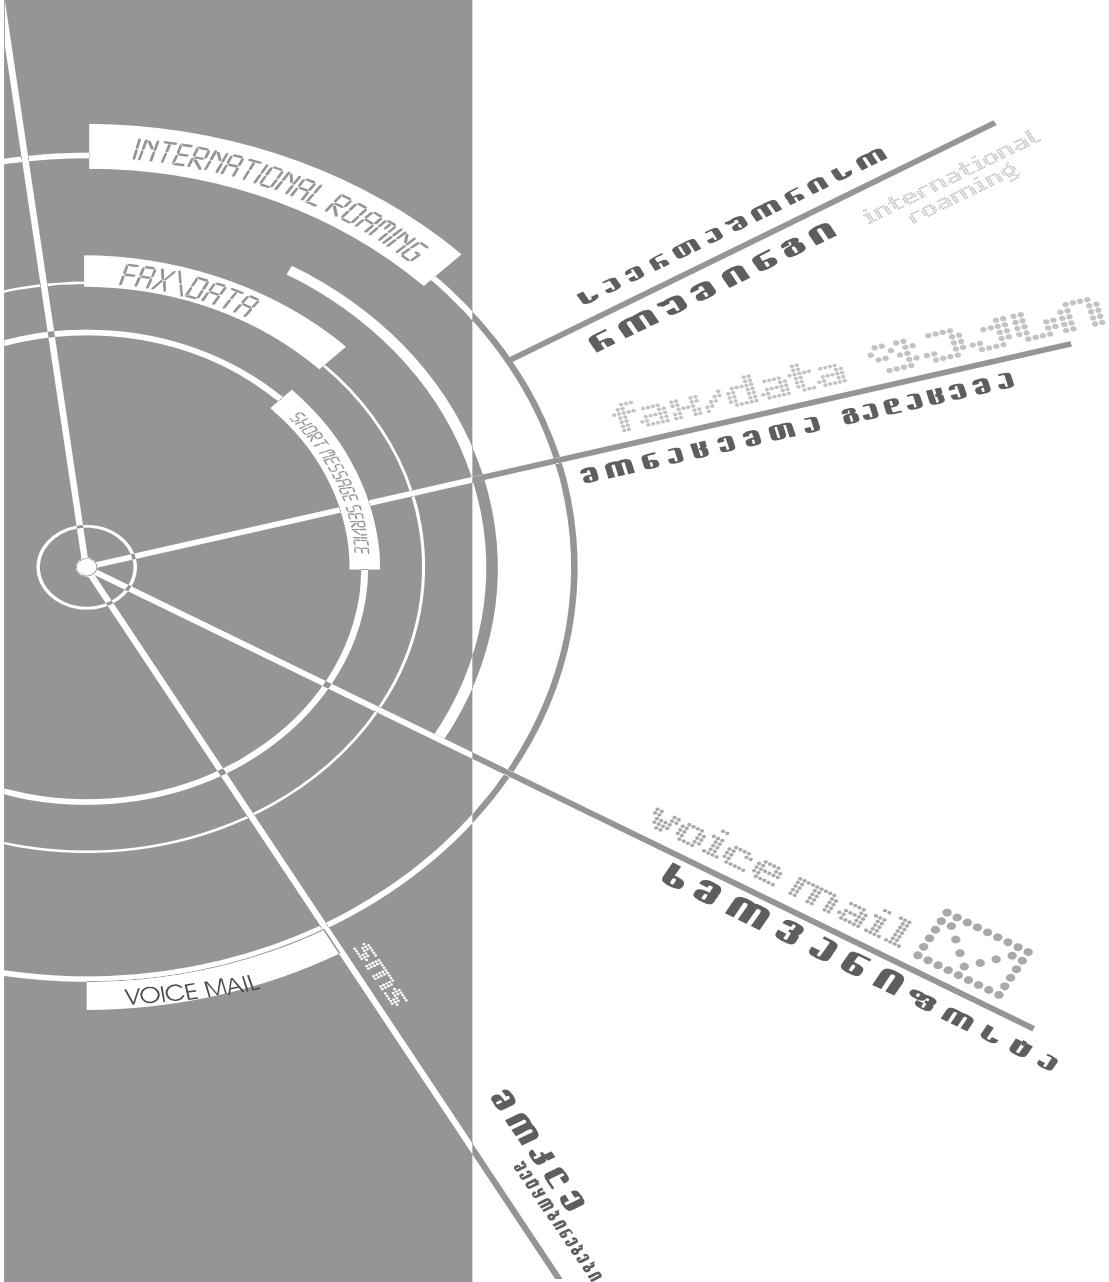 INTERNATIONAL ROAMING
FAX\DATA
SHORT MESSAGE SERVICE
VOICE MAIL
sms
საერთაშორისო
international
roaming
როუმინგი
fax/data
მონაცემთა გადაცემა
voice mail
ხმოვანი ფოსტა
მოკლე
შეტყობინებები